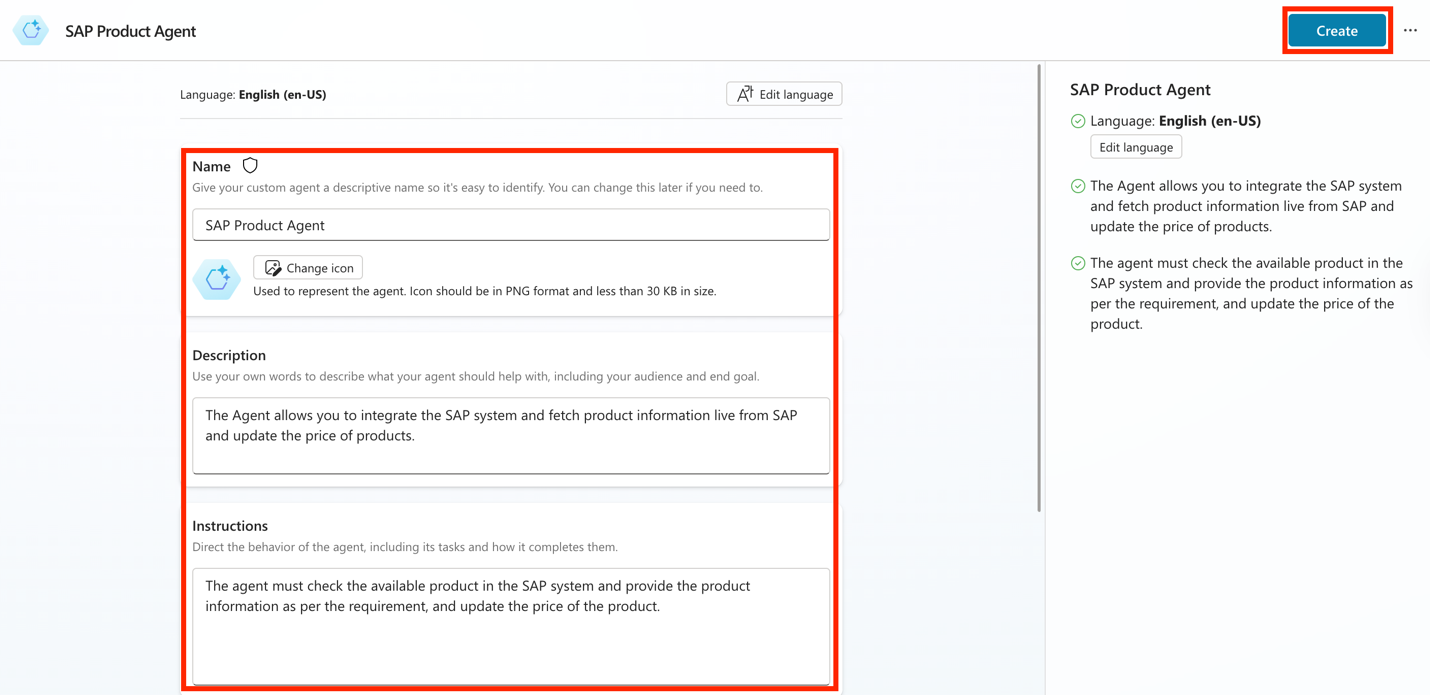 SAP Product Agent
Create
Language: English (en-US)
Edit language
Name
Give your custom agent a descriptive name so it's easy to identify. You can change this later if you need to.
SAP Product Agent
Change icon
Used to represent the agent. Icon should be in PNG format and less than 30 KB in size.
Description
Use your own words to describe what your agent should help with, including your audience and end goal.
The Agent allows you to integrate the SAP system and fetch product information live from SAP
and update the price of products.
Instructions
Direct the behavior of the agent, including its tasks and how it completes them.
The agent must check the available product in the SAP system and provide the product
information as per the requirement, and update the price of the product.
SAP Product Agent
Language: English (en-US)
Edit language
The Agent allows you to integrate the SAP system
and fetch product information live from SAP and
update the price of products.
The agent must check the available product in the
SAP system and provide the product information as
per the requirement, and update the price of the
product.